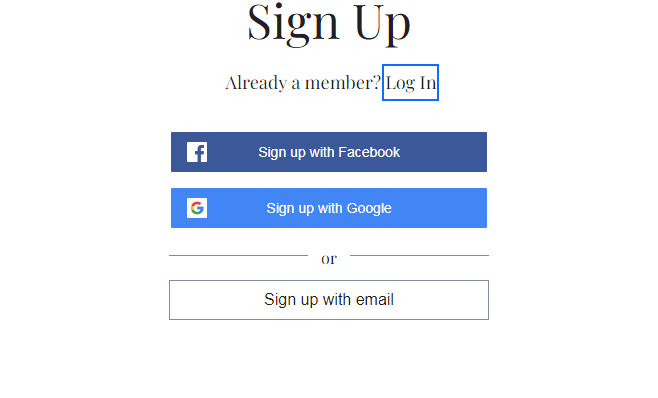 Sign Up
Already a member? Log In
Sign up with Facebook
Sign up with Google
or
Sign up with email